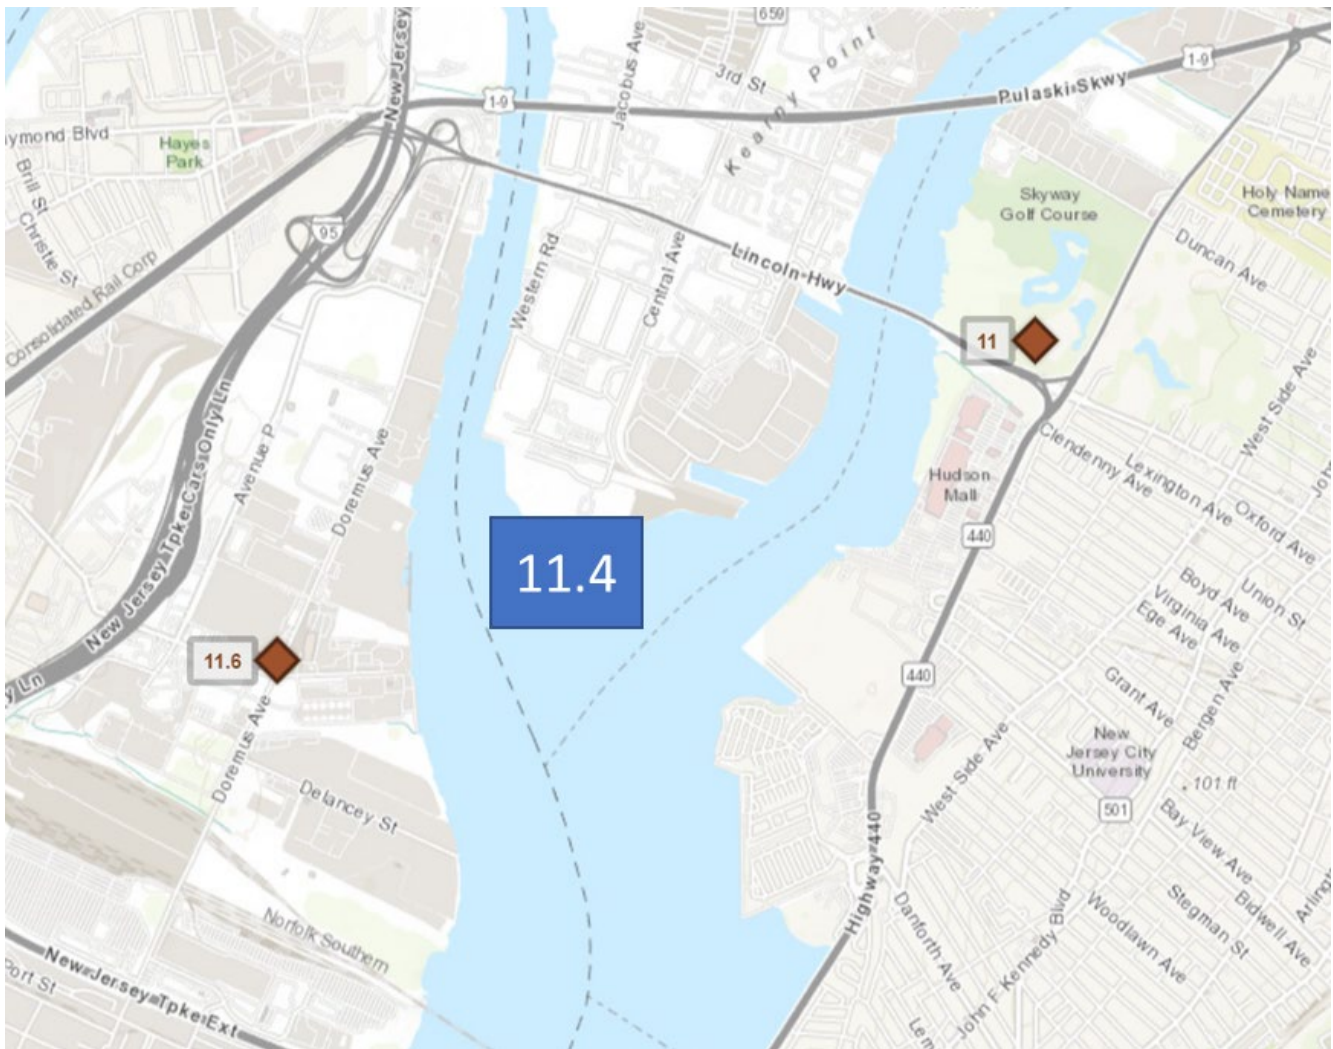 659
New Jersey
Jacobus Ave
3rd St
Kearny Point
1-9
Pulaski Skwy
1-9
ymond Blvd
Hayes
Park
Brill St
Christie St
Skyway
Golf Course
Holy Name
Cemetery
95
Western Rd
Central Ave
Lincoln Hwy
Duncan Ave
Consolidated Rail Corp
11
West Side Ave
New Jersey Tpke Cars Only Ln
Avenue P
Doremus Ave
Clendenny Ave
Lexington Ave
Oxford Ave
Joh
Hudson
Mall
440
11.4
Boyd Ave
Union St
Virginia Ave
Ege Ave
11.6
y Ln
440
Grant Ave
Bergen Ave
Doremus Ave
New
Jersey City
University
West Side Ave
101 ft
Delancey St
501
Bay View Ave
Highway 440
Danforth Ave
John F Kennedy Blvd
Woodlawn Ave
Stegman St
Bidwell Ave
Arling
Norfolk Southern
New Jersey Tpke Ext
Port St
Lem